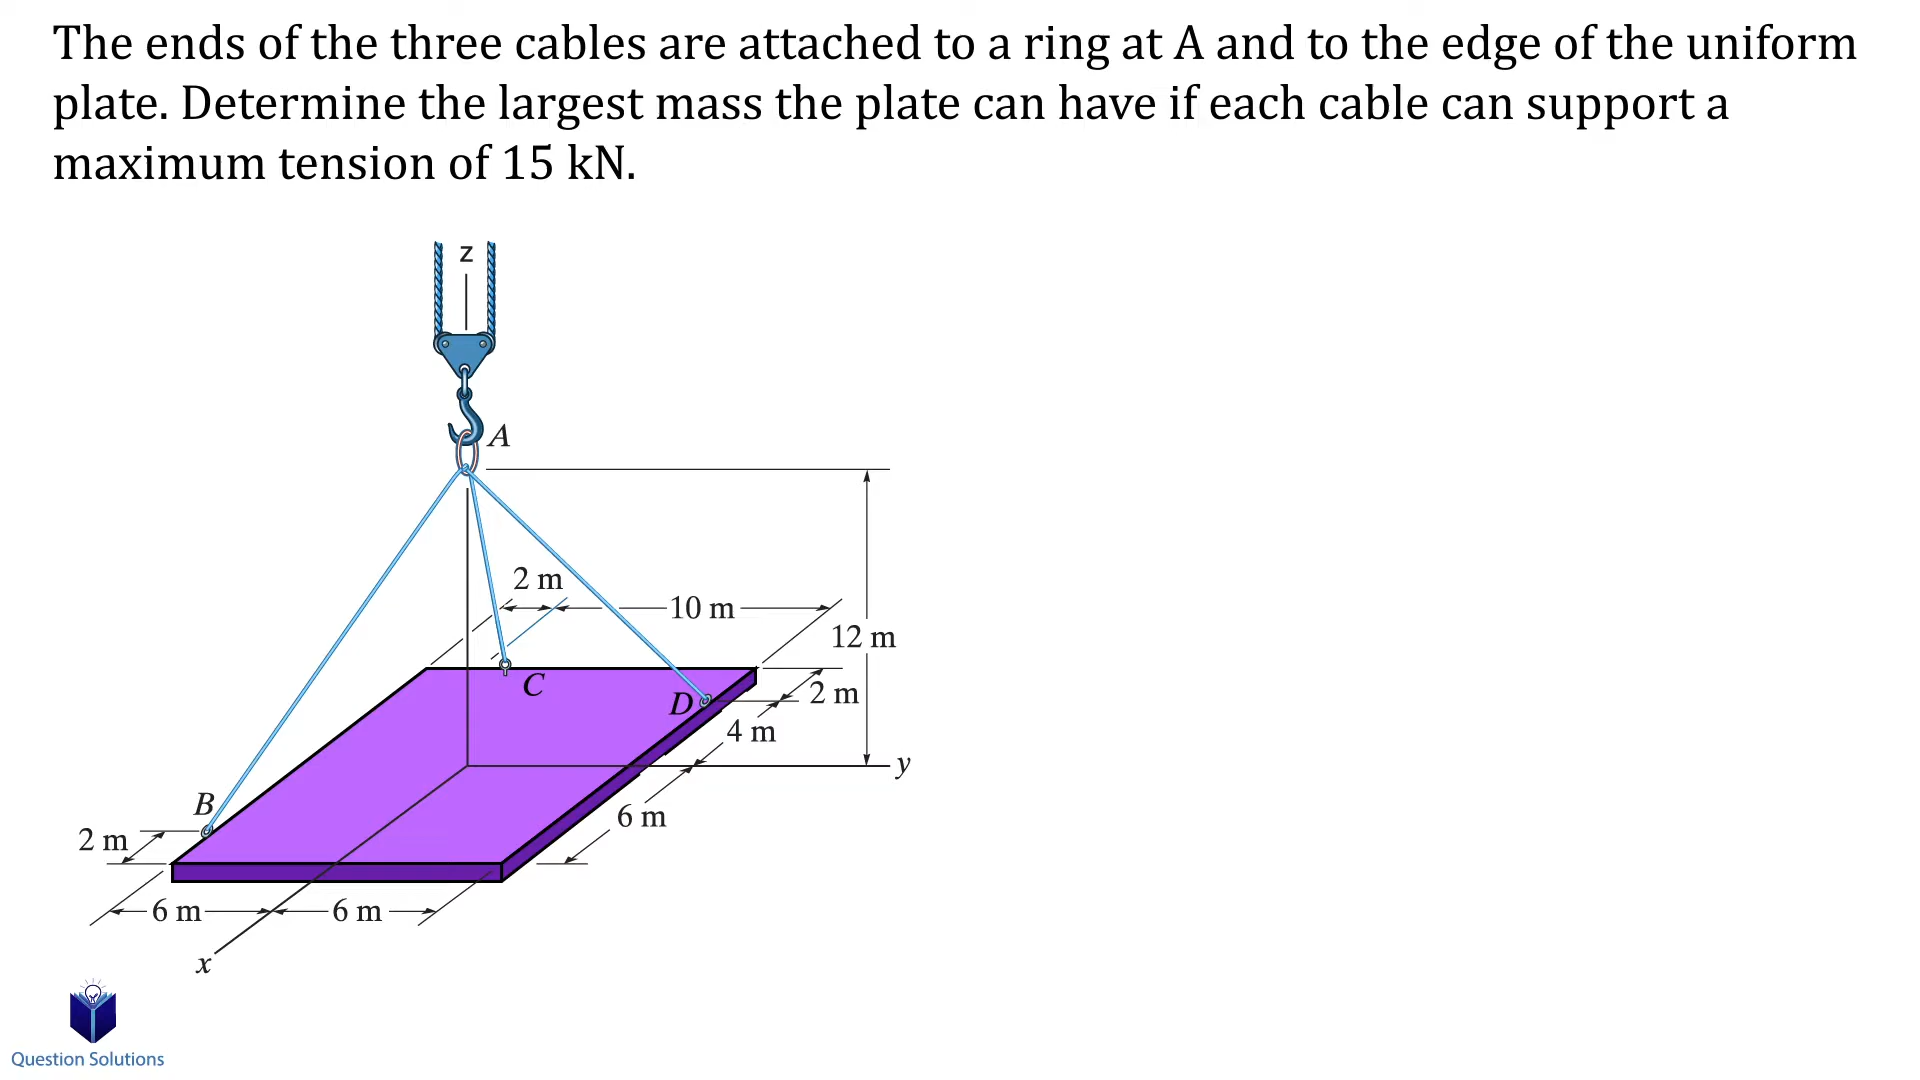 The ends of the three cables are attached to a ring at A and to the edge of the uniform
plate. Determine the largest mass the plate can have if each cable can support a
maximum tension of 15 kN.
z
A
2 m
10 m
12 m
C
D
2 m
4 m
y
B
2 m
6 m
6 m
6 m
x
Question Solutions